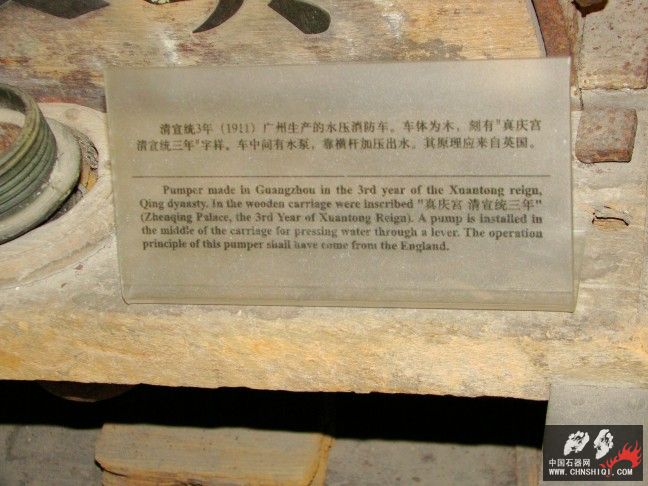 清宣统3年（1911）广州生产的水压消防车。车体为木，刻有"真庆宫
清宣统三年"字样。车中间有水泵，靠横杆加压出水。其原理应来自英国。
Pumper made in Guangzhou in the 3rd year of the Xuantong reign,
Qing dynasty. In the wooden carriage were inscribed "真庆宫 清宣统三年"
(Zhenqing Palace, the 3rd Year of Xuantong Reign). A pump is installed in
the middle of the carriage for pressing water through a lever. The operation
principle of this pumper shall have come from the England.
中国石器网
WWW.CHNSHIQI.COM